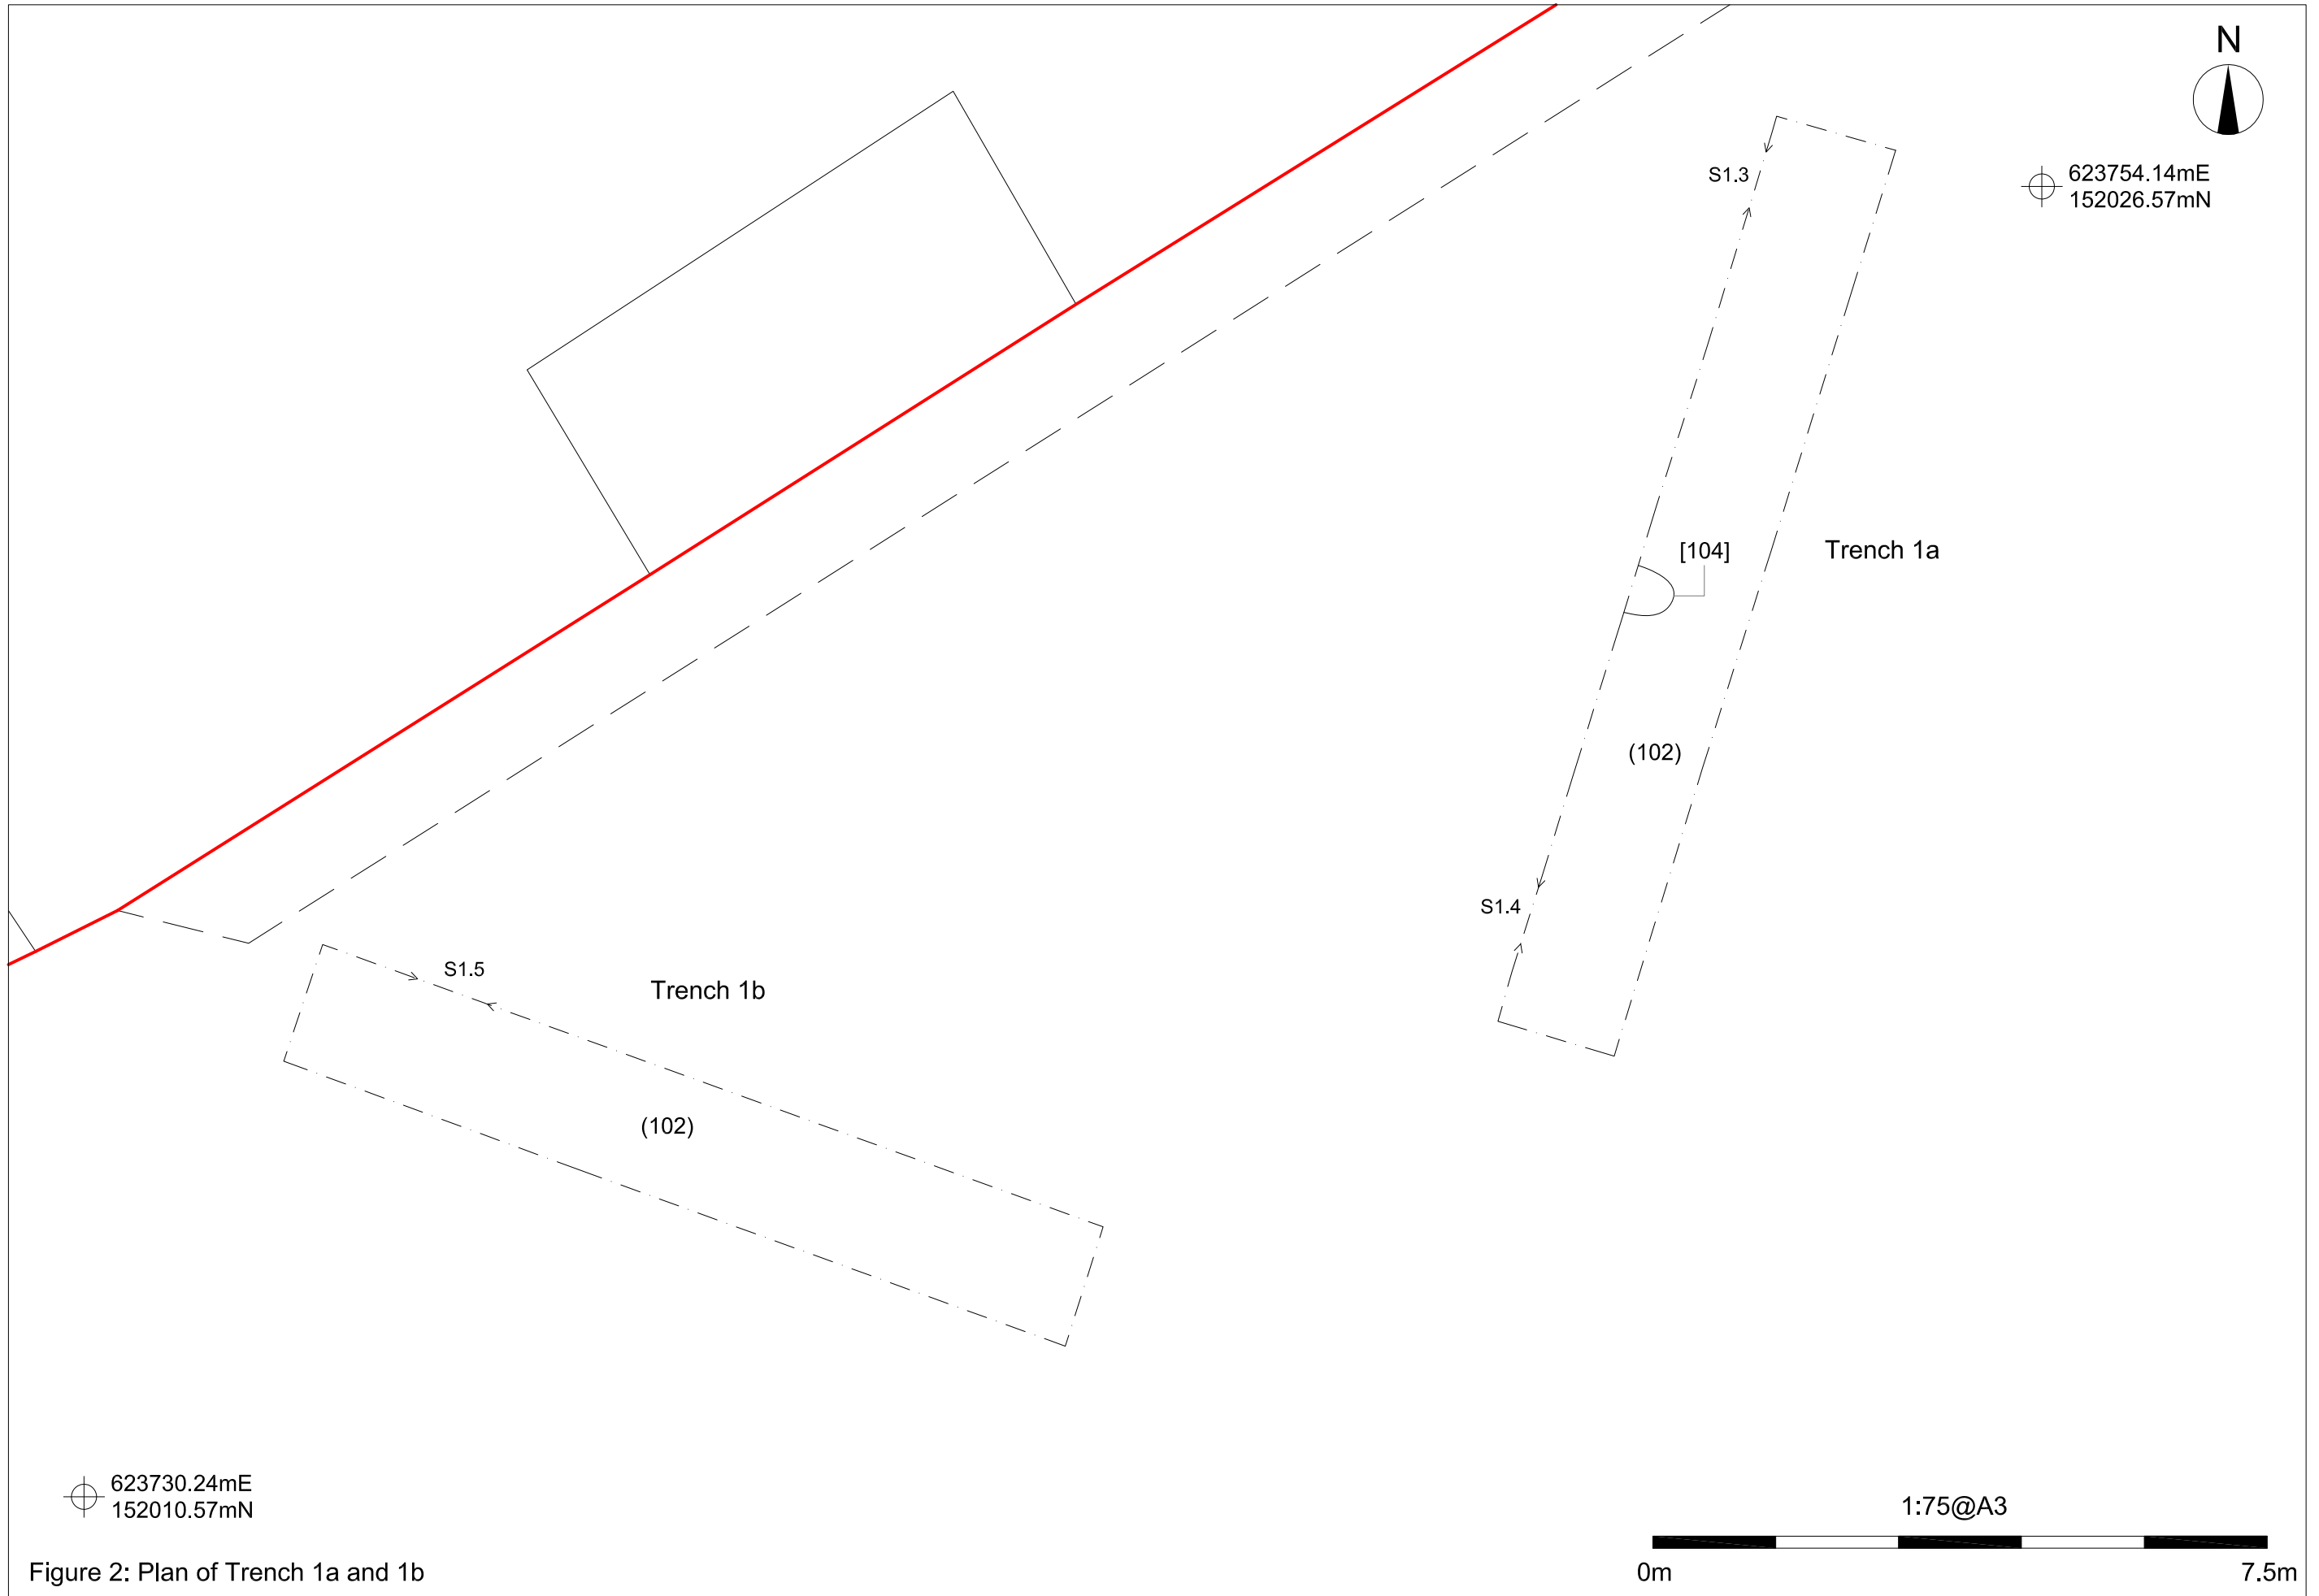 N
623754.14mE
152026.57mN
S1.3
[104]
Trench 1a
(102)
S1.4
S1.5
Trench 1b
(102)
623730.24mE
152010.57mN
1:75@A3
0m
7.5m
Figure 2: Plan of Trench 1a and 1b